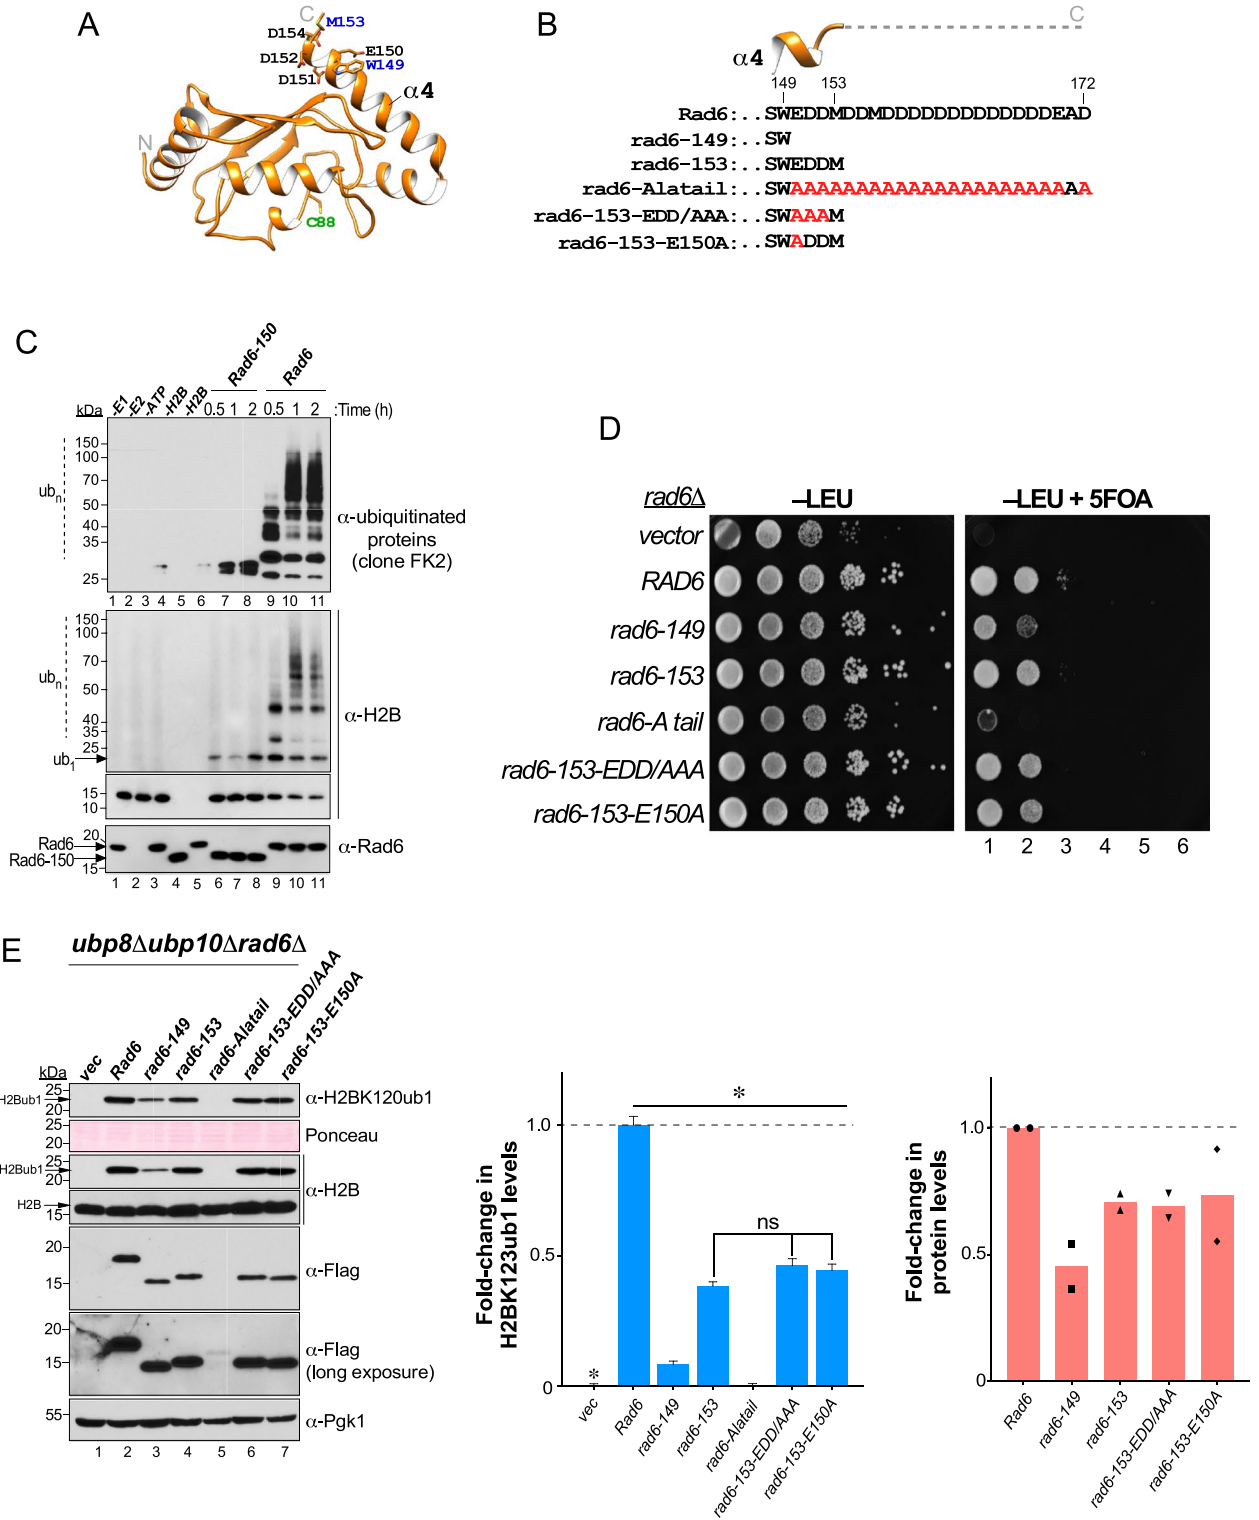 A
C
M153
D154
D152
E150
W149
D151
α4
N
C88
B
C
α4
149 153 172
Rad6:..SWEDDMDDMDDDDDDDDDDDDDEAD
rad6-149:..SW
rad6-153:..SWEDDM
rad6-Alatail:..SWAAAAAAAAAAAAAAAAAAAAAAA
rad6-153-EDD/AAA:..SWAAAM
rad6-153-E150A:..SWADDM
C
Rad6-150 Rad6
kDa -E1 -E2 -ATP -H2B -H2B 0.5 1 2 0.5 1 2 :Time (h)
150
100
70
ubn
50
40
35
25
α-ubiquitinated
proteins
(clone FK2)
1 2 3 4 5 6 7 8 9 10 11
150
100
70
ubn
50
40
35
25
ub1
α-H2B
15
10
20
Rad6
Rad6-150
15
α-Rad6
1 2 3 4 5 6 7 8 9 10 11
D
rad6Δ –LEU –LEU + 5FOA
vector
RAD6
rad6-149
rad6-153
rad6-A tail
rad6-153-EDD/AAA
rad6-153-E150A
1 2 3 4 5 6
E
ubp8Δubp10Δrad6Δ
kDa vec Rad6 rad6-149 rad6-153 rad6-Alatail rad6-153-EDD/AAA rad6-153-E150A
25
H2Bub1
20
α-H2BK120ub1
25
20
Ponceau
25
H2Bub1
20
α-H2B
H2B
15
20
15
α-Flag
20
15
α-Flag
(long exposure)
55
α-Pgk1
1 2 3 4 5 6 7
Fold-change in
H2BK123ub1 levels
1.0
0.5
0
*
ns
*
vec Rad6 rad6-149 rad6-153 rad6-Alatail rad6-153-EDD/AAA rad6-153-E150A
Fold-change in
protein levels
1.0
0.5
0
Rad6 rad6-149 rad6-153 rad6-153-EDD/AAA rad6-153-E150A